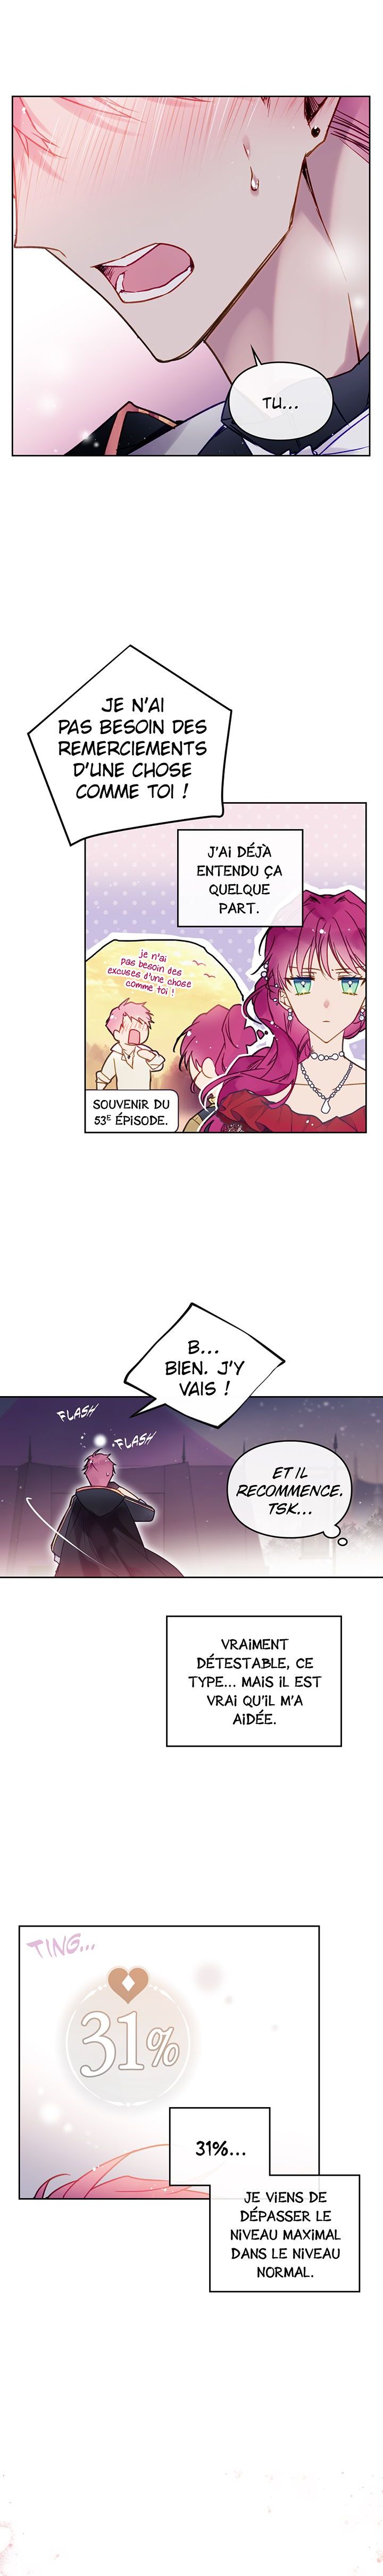 TU...
JE N'AI
PAS BESOIN DES
REMERCIEMENTS
D'UNE CHOSE
COMME TOI !
J'AI DÉJÀ
ENTENDU ÇA
QUELQUE
PART.
je n'ai
pas besoin des
excuses d'une chose
comme toi !
SOUVENIR DU
53E ÉPISODE.
B...
BIEN. J'Y
VAIS !
FLASH
FLASH
ET IL
RECOMMENCE.
TSK...
VRAIMENT
DÉTESTABLE, CE
TYPE... MAIS IL EST
VRAI QU'IL M'A
AIDÉE.
TING...
31%
31%...
JE VIENS DE
DÉPASSER LE
NIVEAU MAXIMAL
DANS LE NIVEAU
NORMAL.